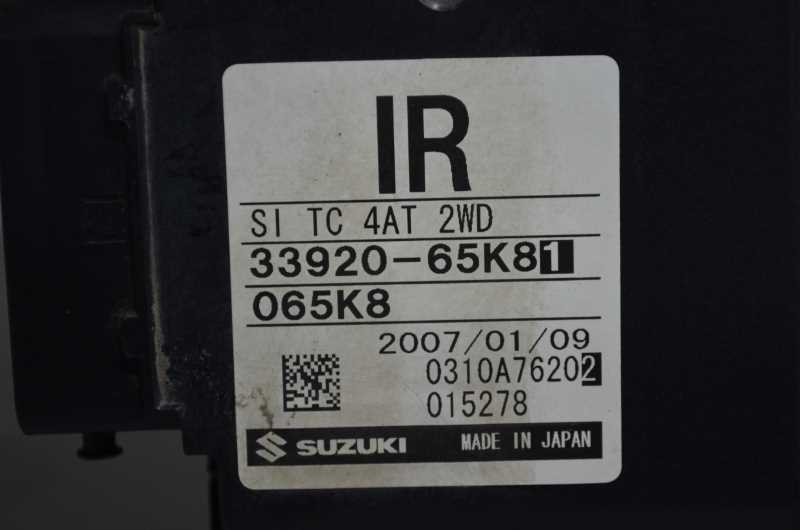 IR
SI TC 4AT 2WD
33920-65K81
065K8
2007/01/09
0310A76202
015278
SUZUKI MADE IN JAPAN